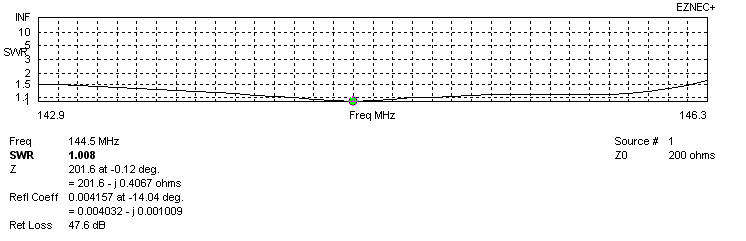 EZNEC+
INF
10
5
SWR
3
2
1.5
1.1
142.9 Freq MHz 146.3
Freq 144.5 MHz Source # 1
SWR 1.008 Z0 200 ohms
Z 201.6 at -0.12 deg.
= 201.6 - j 0.4067 ohms
Refl Coeff 0.004157 at -14.04 deg.
= 0.004032 - j 0.001009
Ret Loss 47.6 dB